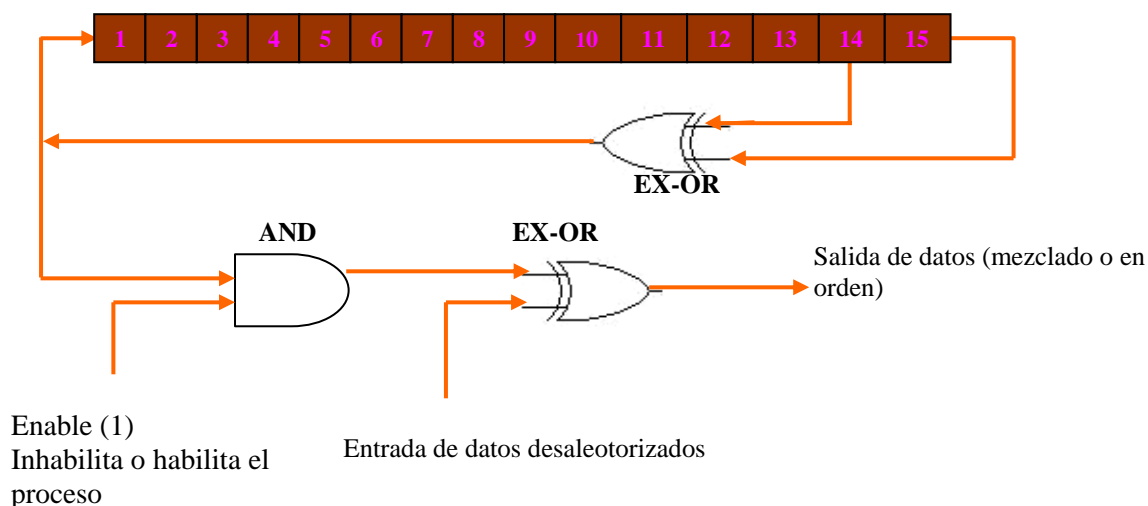 1 2 3 4 5 6 7 8 9 10 11 12 13 14 15
EX-OR
AND
EX-OR
Salida de datos (mezclado o en
orden)
Enable (1)
Inhabilita o habilita el
proceso
Entrada de datos desaleotorizados